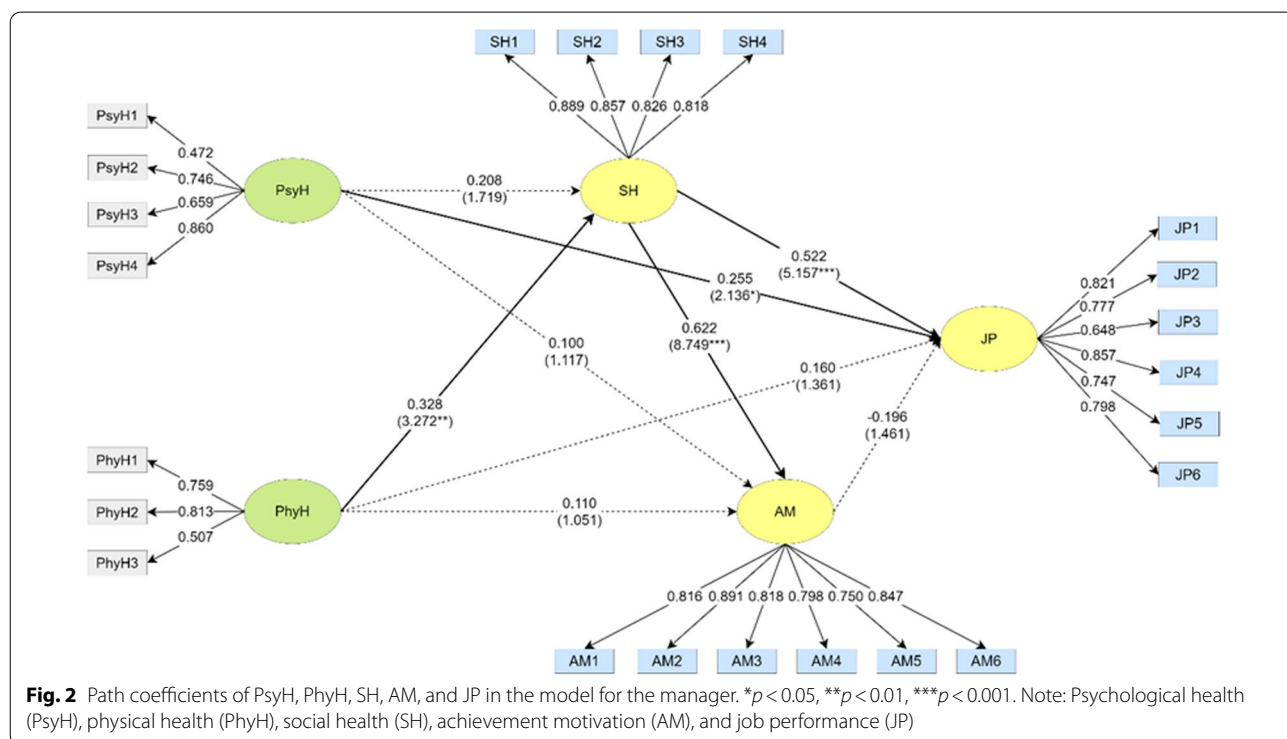 SH1 SH2 SH3 SH4
0.889 0.857 0.826 0.818
PsyH1
PsyH2
PsyH3
PsyH4
0.472
0.746
0.659
0.860
PsyH
0.208
(1.719)
SH
0.522
(5.157***)
0.255
(2.136*)
0.622
(8.749***)
0.100
(1.117)
0.160
(1.361)
0.328
(3.272**)
-0.196
(1.461)
JP
0.821
0.777
0.648
0.857
0.747
0.798
JP1
JP2
JP3
JP4
JP5
JP6
PhyH1
PhyH2
PhyH3
0.759
0.813
0.507
PhyH
0.110
(1.051)
AM
0.816 0.891 0.818 0.798 0.750 0.847
AM1 AM2 AM3 AM4 AM5 AM6
Fig. 2 Path coefficients of PsyH, PhyH, SH, AM, and JP in the model for the manager. *p < 0.05, **p < 0.01, ***p < 0.001. Note: Psychological health
(PsyH), physical health (PhyH), social health (SH), achievement motivation (AM), and job performance (JP)